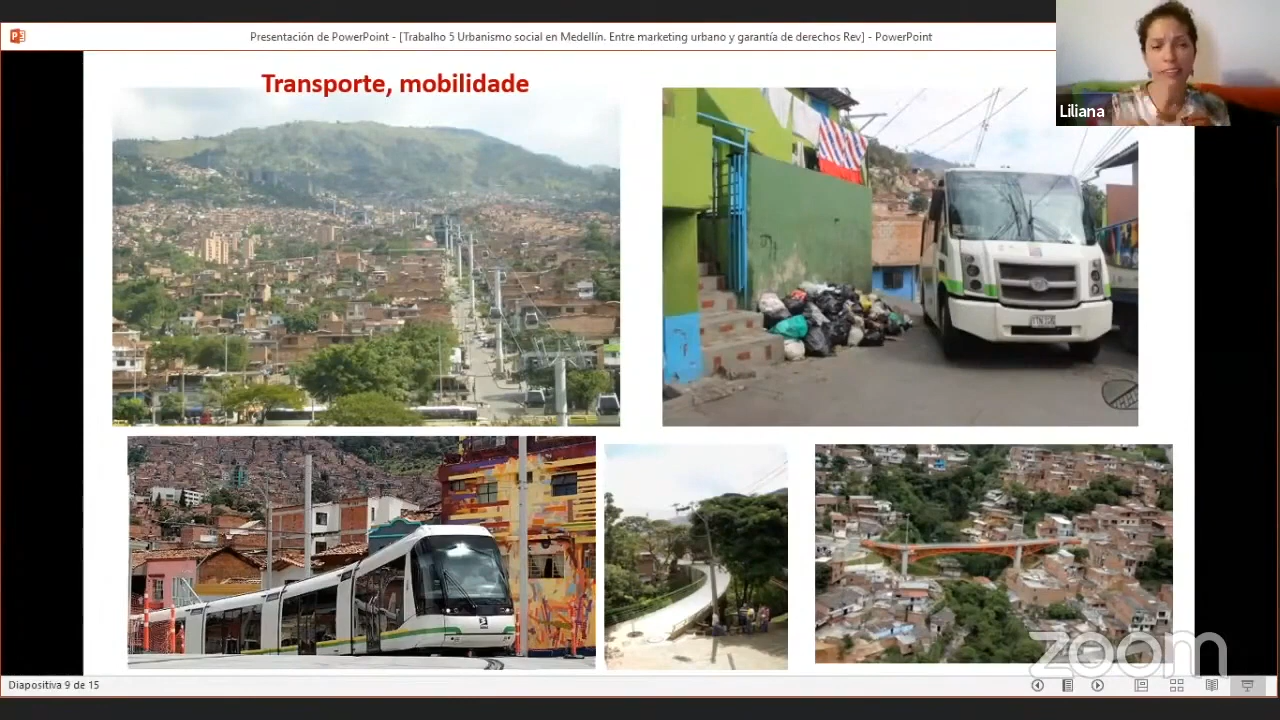 Presentación de PowerPoint - [Trabalho 5 Urbanismo social en Medellín. Entre marketing urbano y garantía de derechos Rev] - PowerPoint
Transporte, mobilidade
Liliana
zoom
Diapositiva 9 de 15